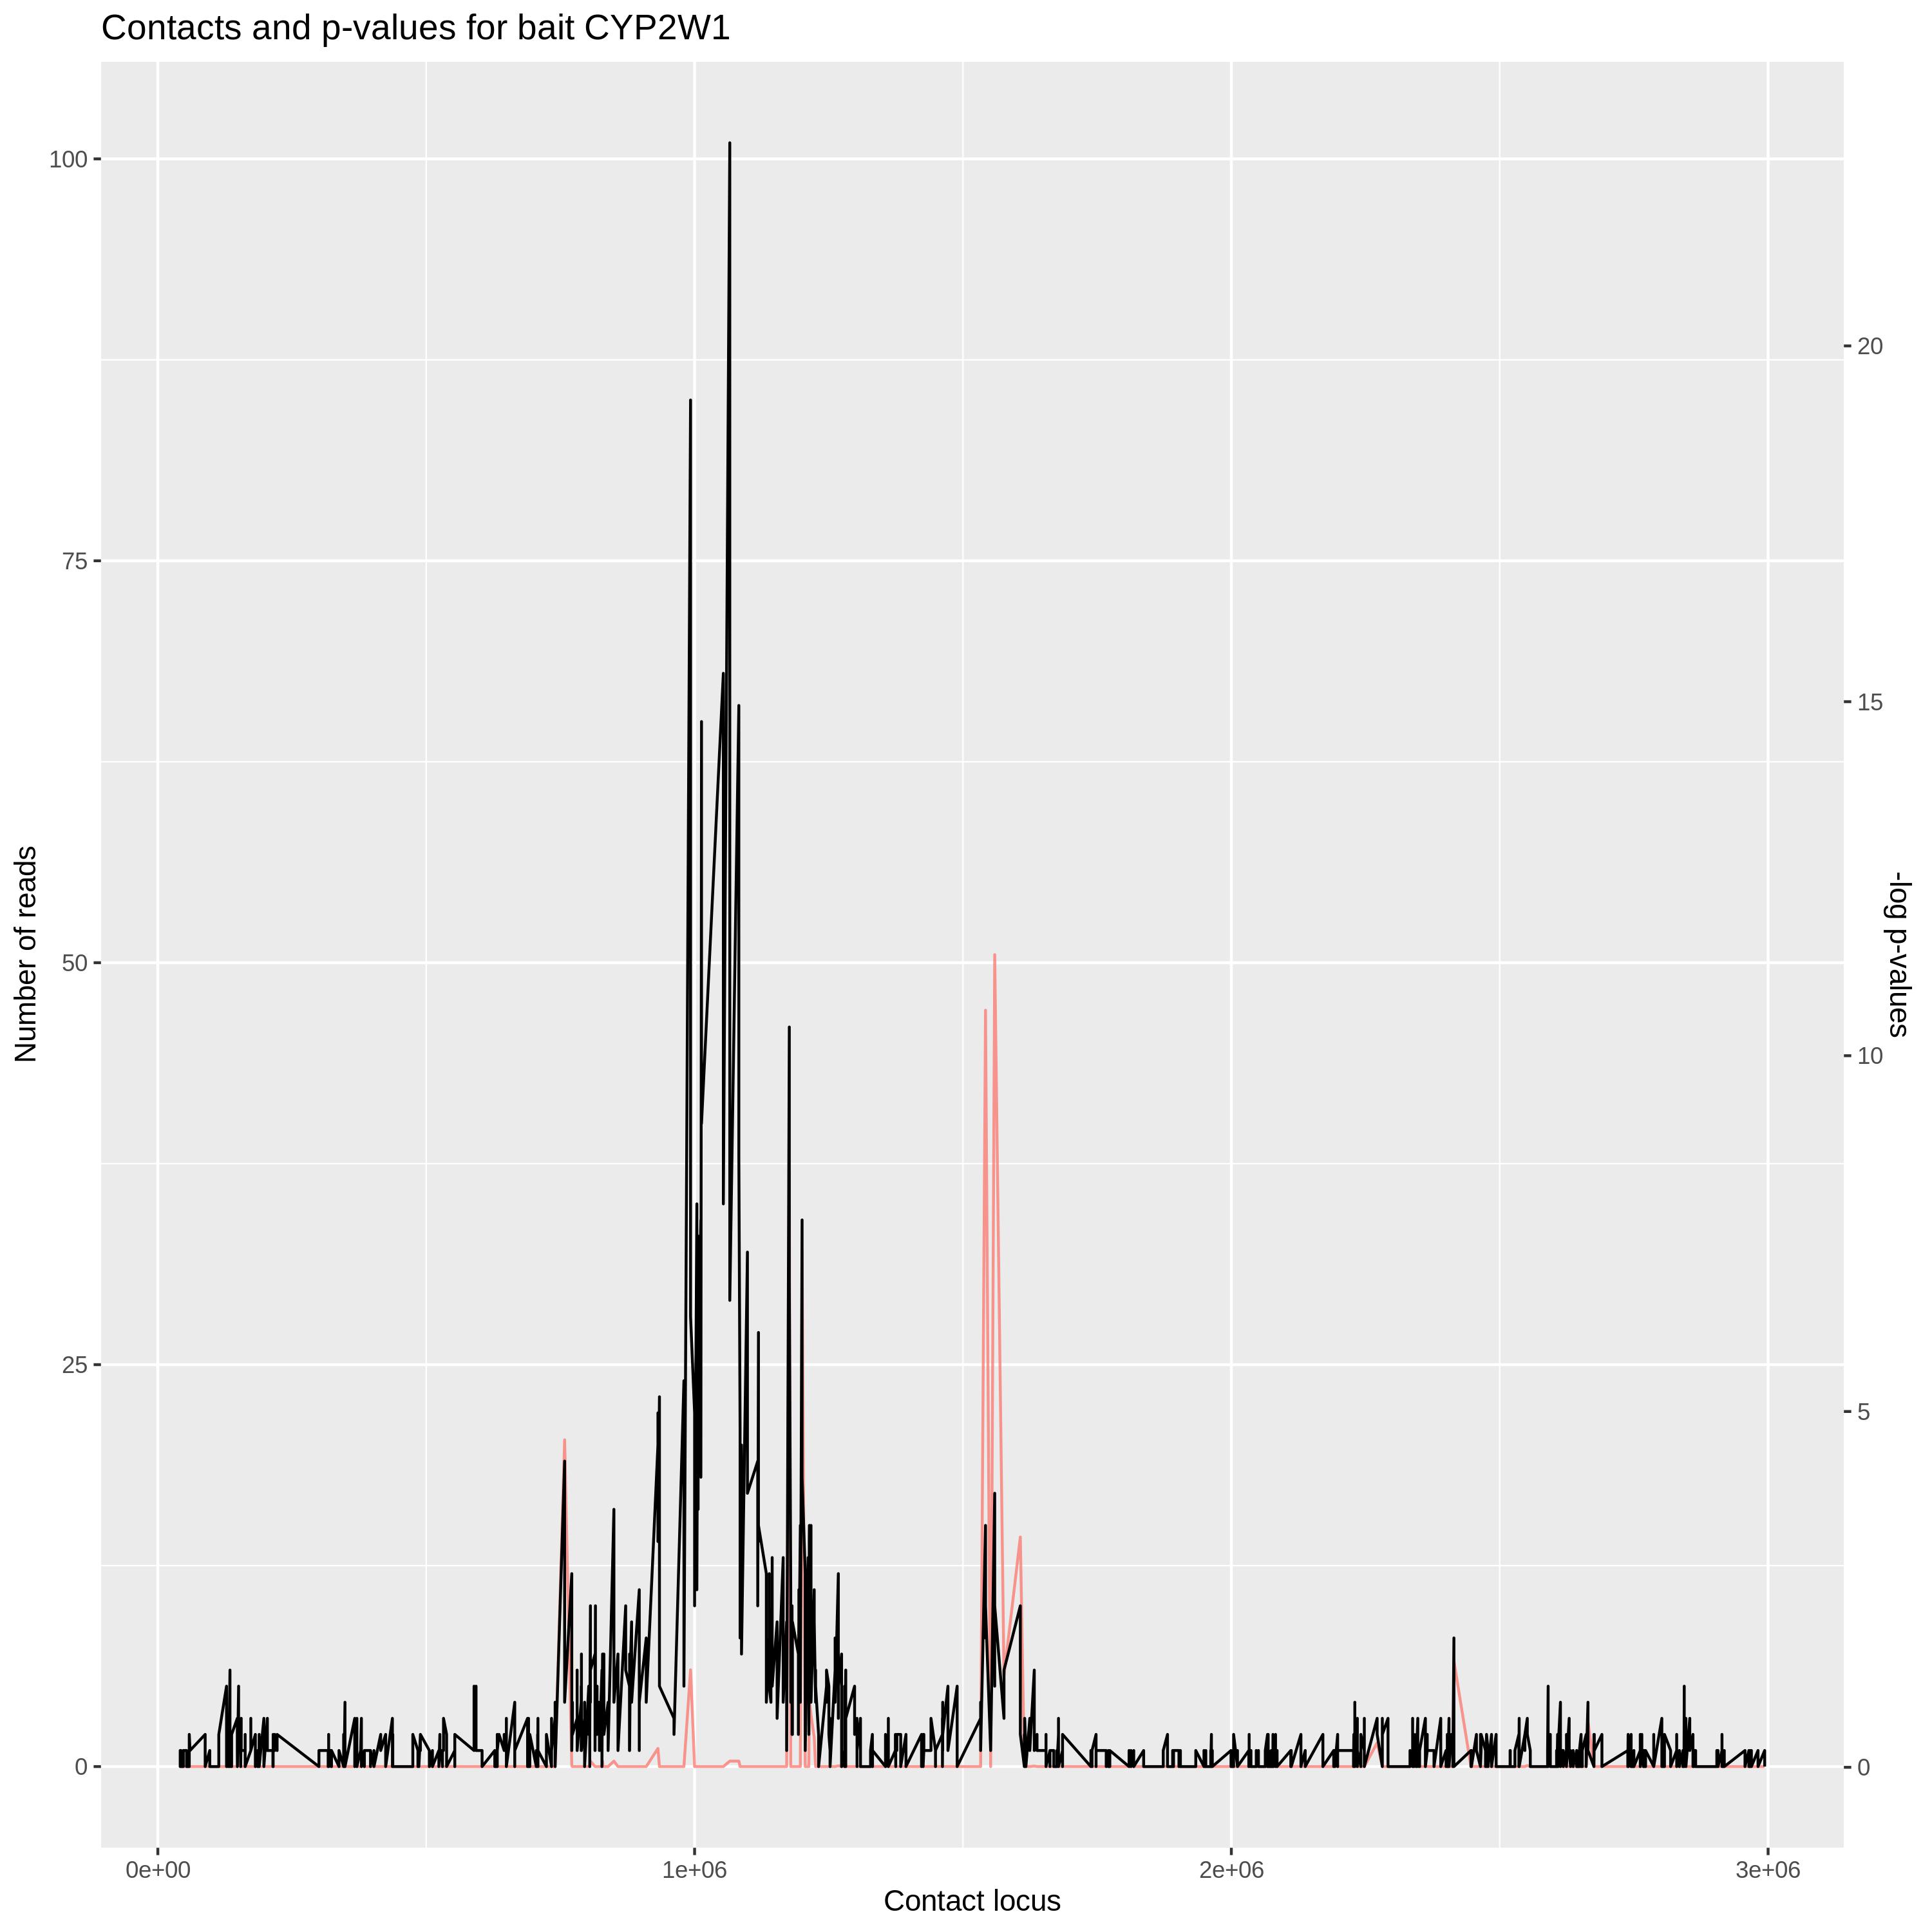 Contacts and p-values for bait CYP2W1
100
75
50
25
0
Number of reads
20
15
10
5
0
-log p-values
0e+00
1e+06
2e+06
3e+06
Contact locus